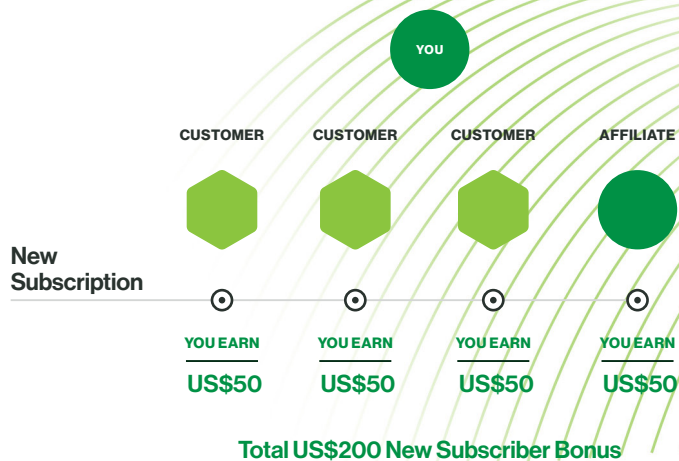 YOU
CUSTOMER CUSTOMER CUSTOMER AFFILIATE
New
Subscription
YOU EARN YOU EARN YOU EARN YOU EARN
US$50 US$50 US$50 US$50
Total US$200 New Subscriber Bonus